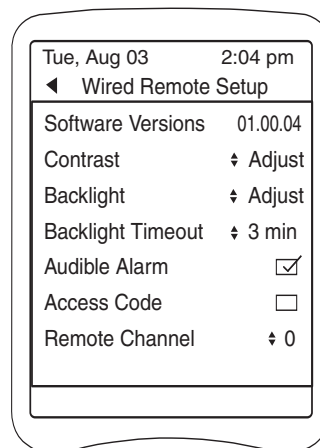 Tue, Aug 03 2:04 pm
◀ Wired Remote Setup
Software Versions 01.00.04
Contrast Adjust
Backlight Adjust
Backlight Timeout 3 min
Audible Alarm
Access Code
Remote Channel 0